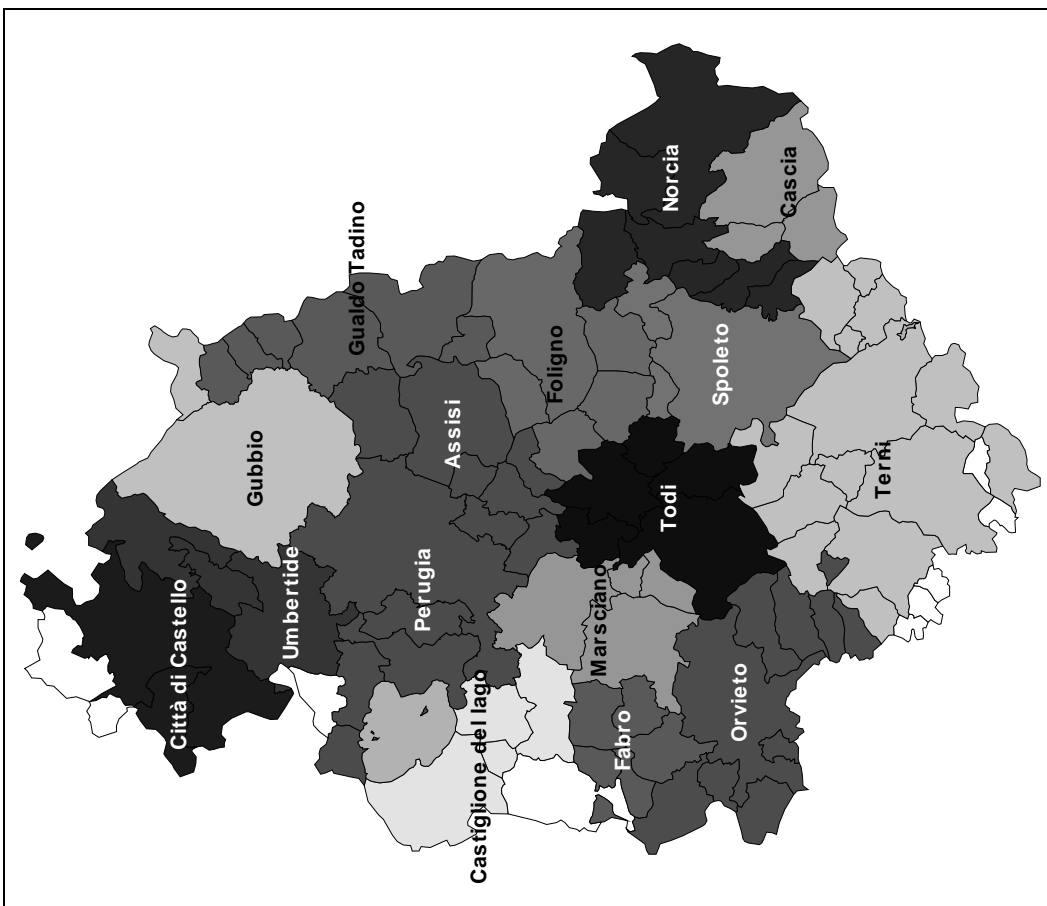 Città di Castello
Umbertide
Gubbio
Gualdo Tadino
Castiglione del lago
Perugia
Assisi
Foligno
Fabro
Marsciano
Todi
Spoleto
Norcia
Orvieto
Terni
Cascia